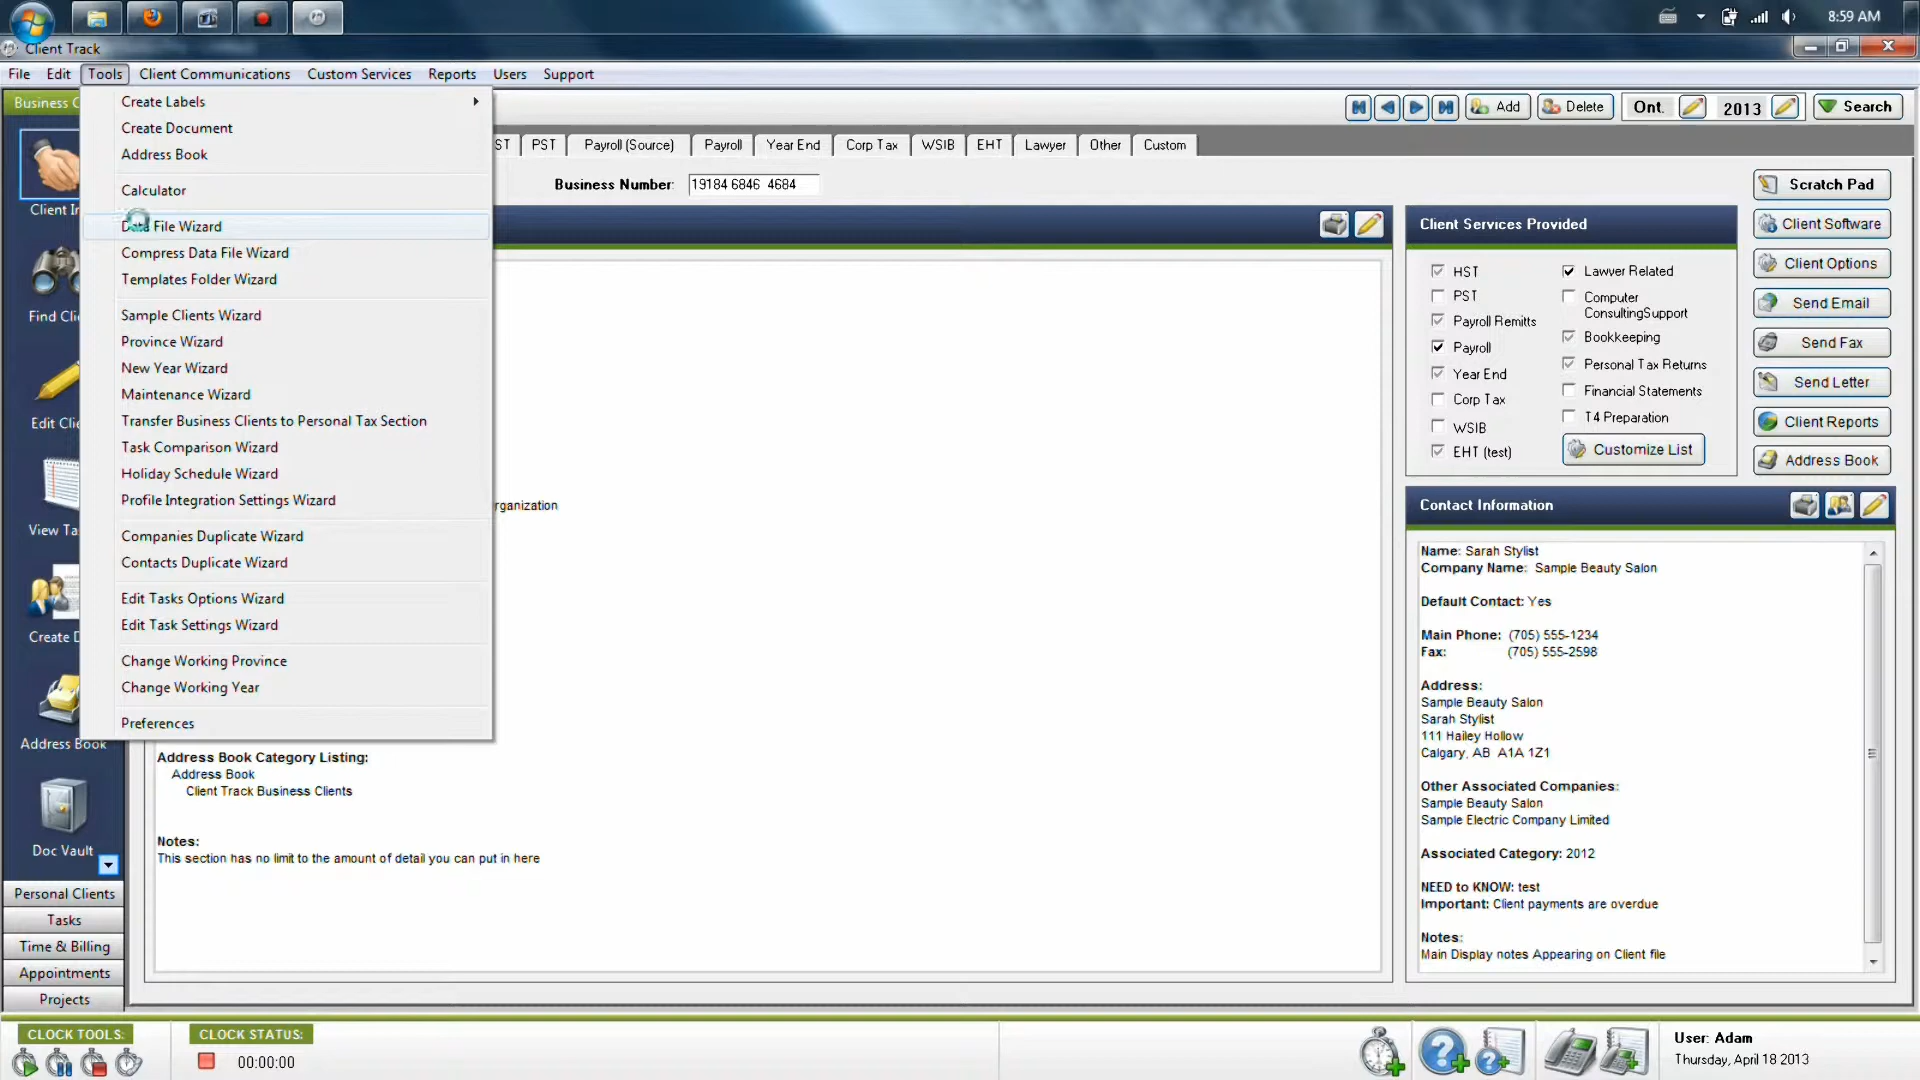 8:59 AM
Client Track
File Edit Tools Client Communications Custom Services Reports Users Support
Business C
Create Labels
Create Document
Address Book
Calculator
Data File Wizard
Compress Data File Wizard
Templates Folder Wizard
Sample Clients Wizard
Province Wizard
New Year Wizard
Maintenance Wizard
Transfer Business Clients to Personal Tax Section
Task Comparison Wizard
Holiday Schedule Wizard
Profile Integration Settings Wizard
Companies Duplicate Wizard
Contacts Duplicate Wizard
Edit Tasks Options Wizard
Edit Task Settings Wizard
Change Working Province
Change Working Year
Preferences
Add Delete Ont. 2013 Search
ST PST Payroll (Source) Payroll Year End Corp Tax WSIB EHT Lawyer Other Custom
Business Number: 19184 6846 4684
rganization
Address Book Category Listing:
Address Book
Client Track Business Clients
Notes:
This section has no limit to the amount of detail you can put in here
Client In
Find Clie
Edit Clie
View Ta
Create D
Address Book
Doc Vault
Personal Clients
Tasks
Time & Billing
Appointments
Projects
Client Services Provided
HST
PST
Payroll Remitts
Payroll
Year End
Corp Tax
WSIB
EHT (test)
Lawyer Related
Computer
ConsultingSupport
Bookkeeping
Personal Tax Returns
Financial Statements
T4 Preparation
Customize List
Scratch Pad
Client Software
Client Options
Send Email
Send Fax
Send Letter
Client Reports
Address Book
Contact Information
Name: Sarah Stylist
Company Name: Sample Beauty Salon
Default Contact: Yes
Main Phone: (705) 555-1234
Fax: (705) 555-2598
Address:
Sample Beauty Salon
Sarah Stylist
111 Hailey Hollow
Calgary, AB A1A 1Z1
Other Associated Companies:
Sample Beauty Salon
Sample Electric Company Limited
Associated Category: 2012
NEED to KNOW: test
Important: Client payments are overdue
Notes:
Main Display notes Appearing on Client file
CLOCK TOOLS:
CLOCK STATUS:
00:00:00
User: Adam
Thursday, April 18 2013